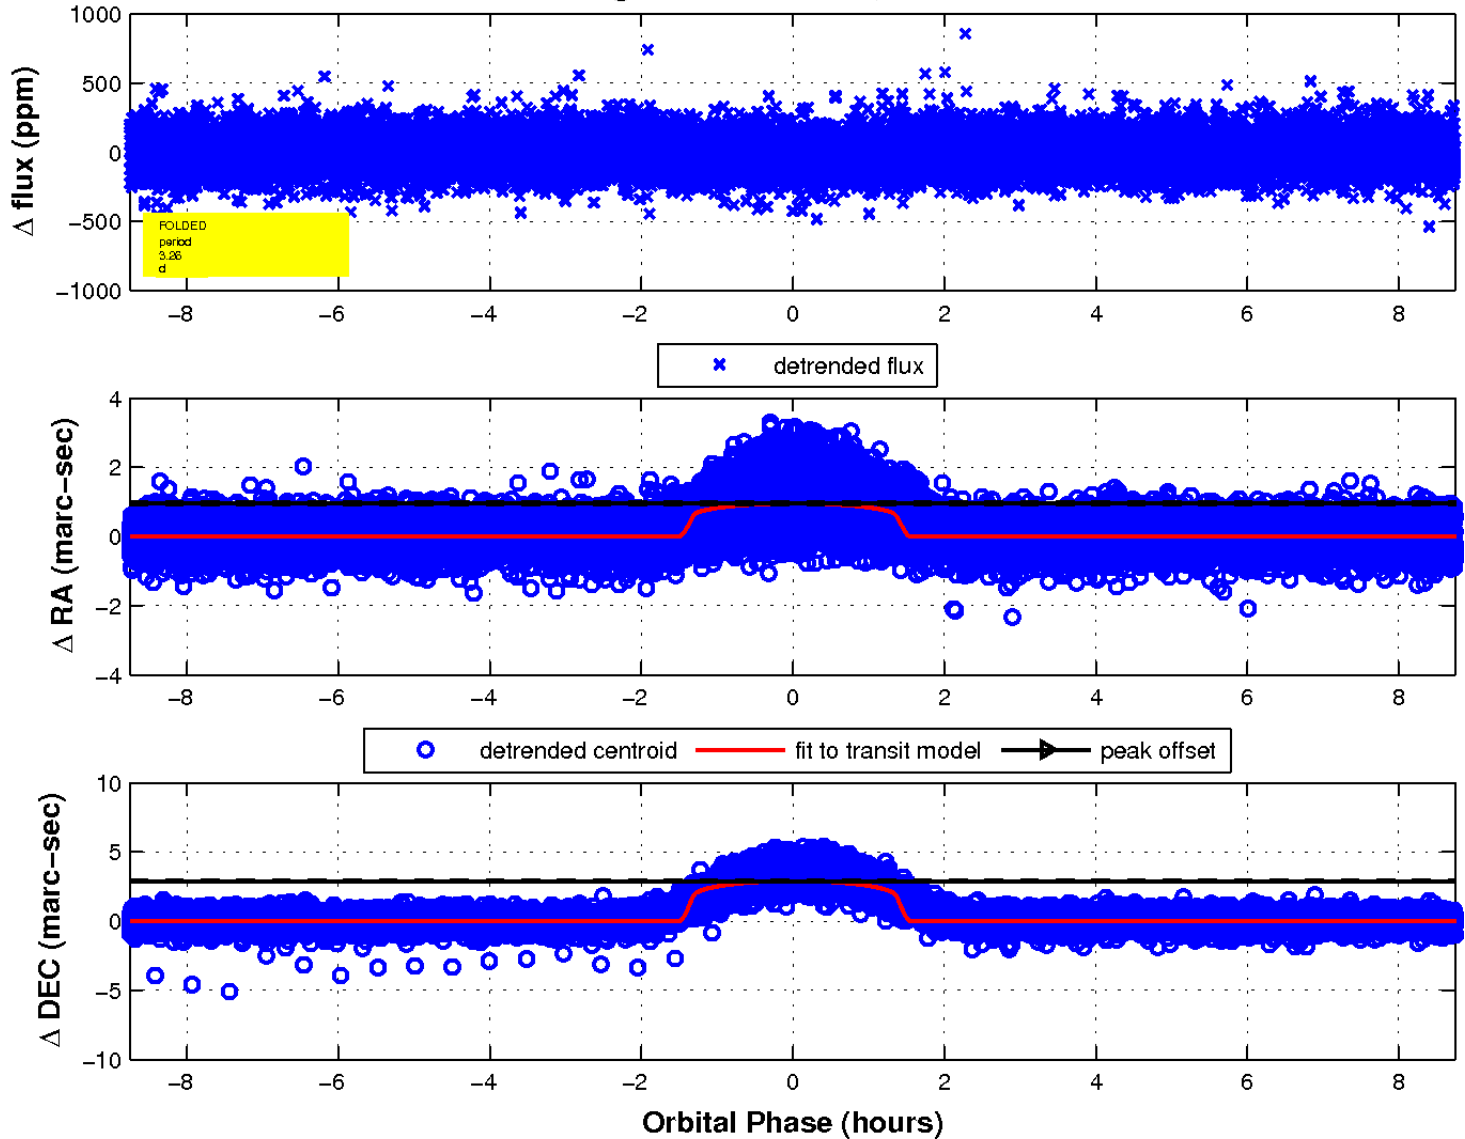 1000
500
0
−500
−1000
Δ flux (ppm)
FOLDED
period
3.26
d
−8 −6 −4 −2 0 2 4 6 8
detrended flux
4
2
0
−2
−4
Δ RA (marc−sec)
−8 −6 −4 −2 0 2 4 6 8
detrended centroid fit to transit model peak offset
10
5
0
−5
−10
Δ DEC (marc−sec)
−8 −6 −4 −2 0 2 4 6 8
Orbital Phase (hours)